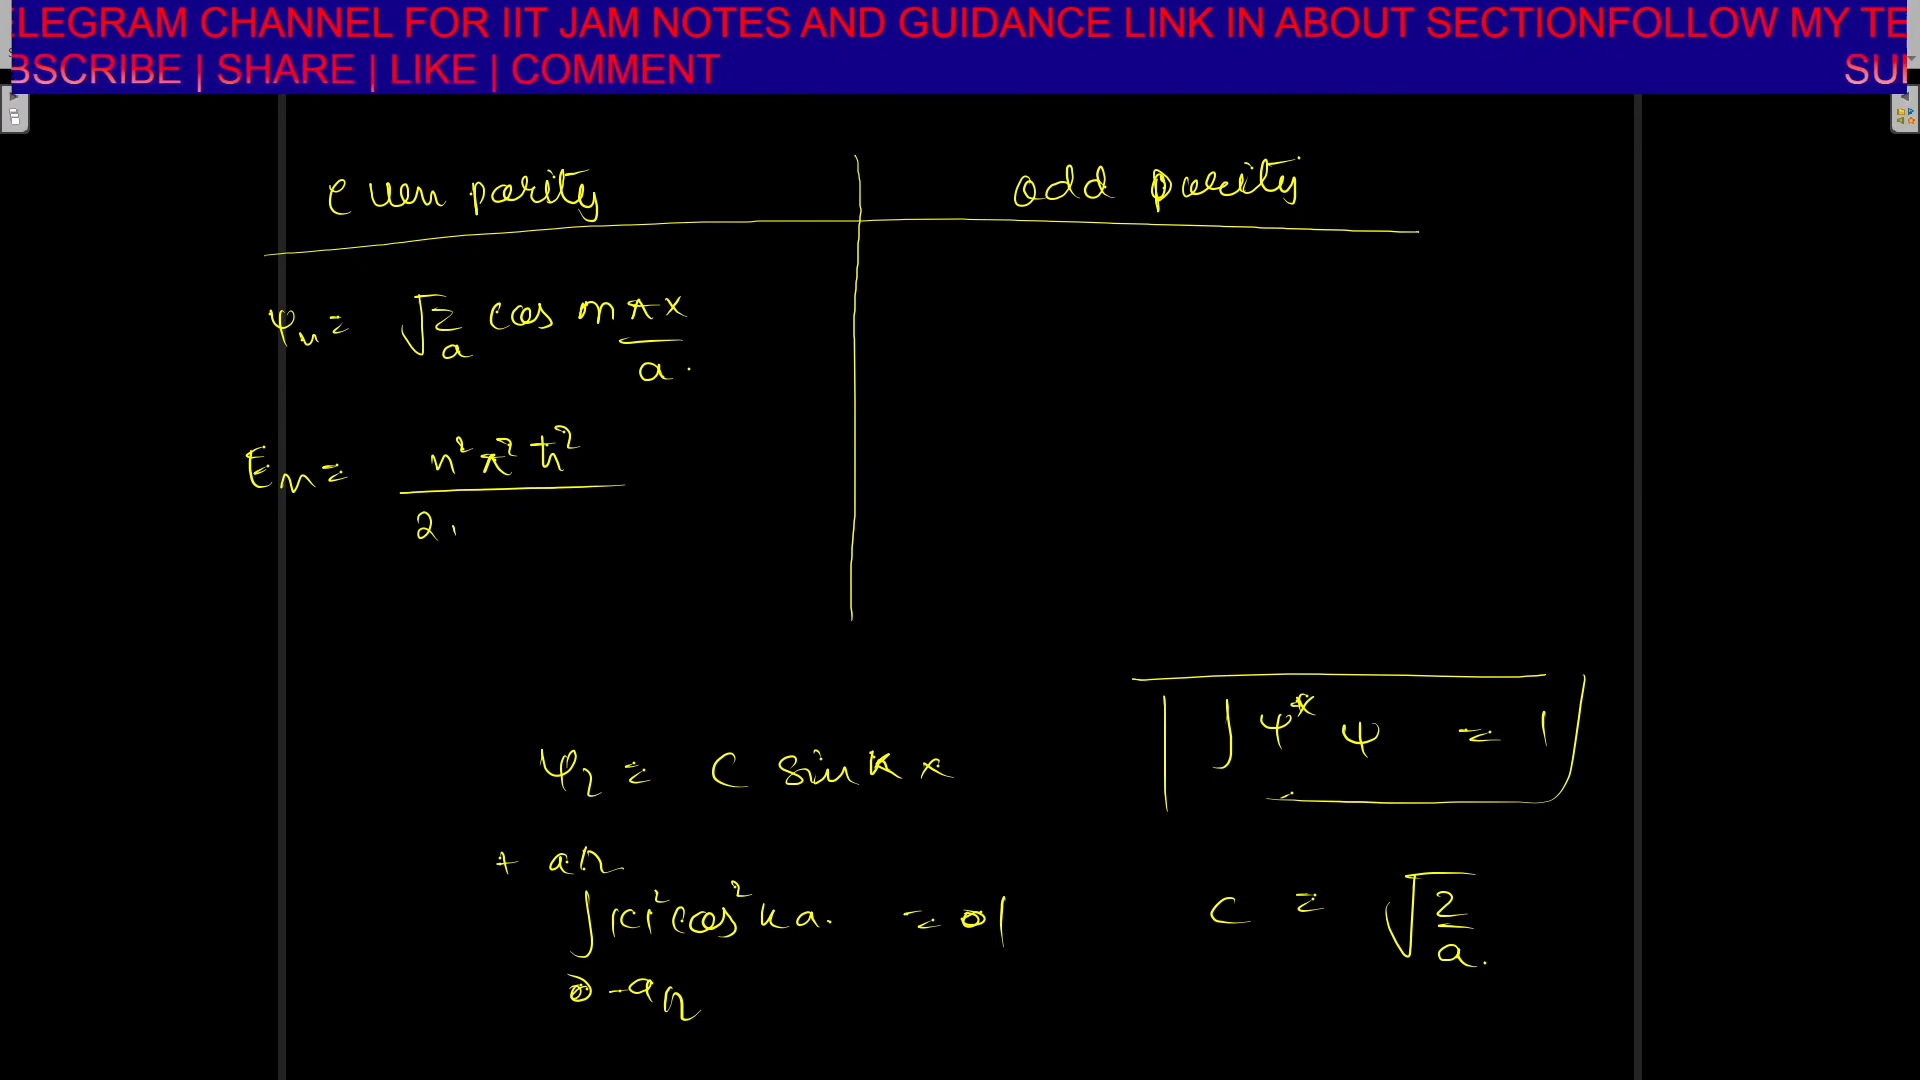 ELEGRAM CHANNEL FOR IIT JAM NOTES AND GUIDANCE LINK IN ABOUT SECTIONFOLLOW MY TE
BSCRIBE | SHARE | LIKE | COMMENT SU
even parity
odd parity
ψn = √2/a cos nπx/a.
En = n²π²ħ²/2
∫ψ*ψ = 1
ψ2 = C sin kx
+ a/2
∫|C|² cos² ka. = 1
-a/2
C = √2/a.